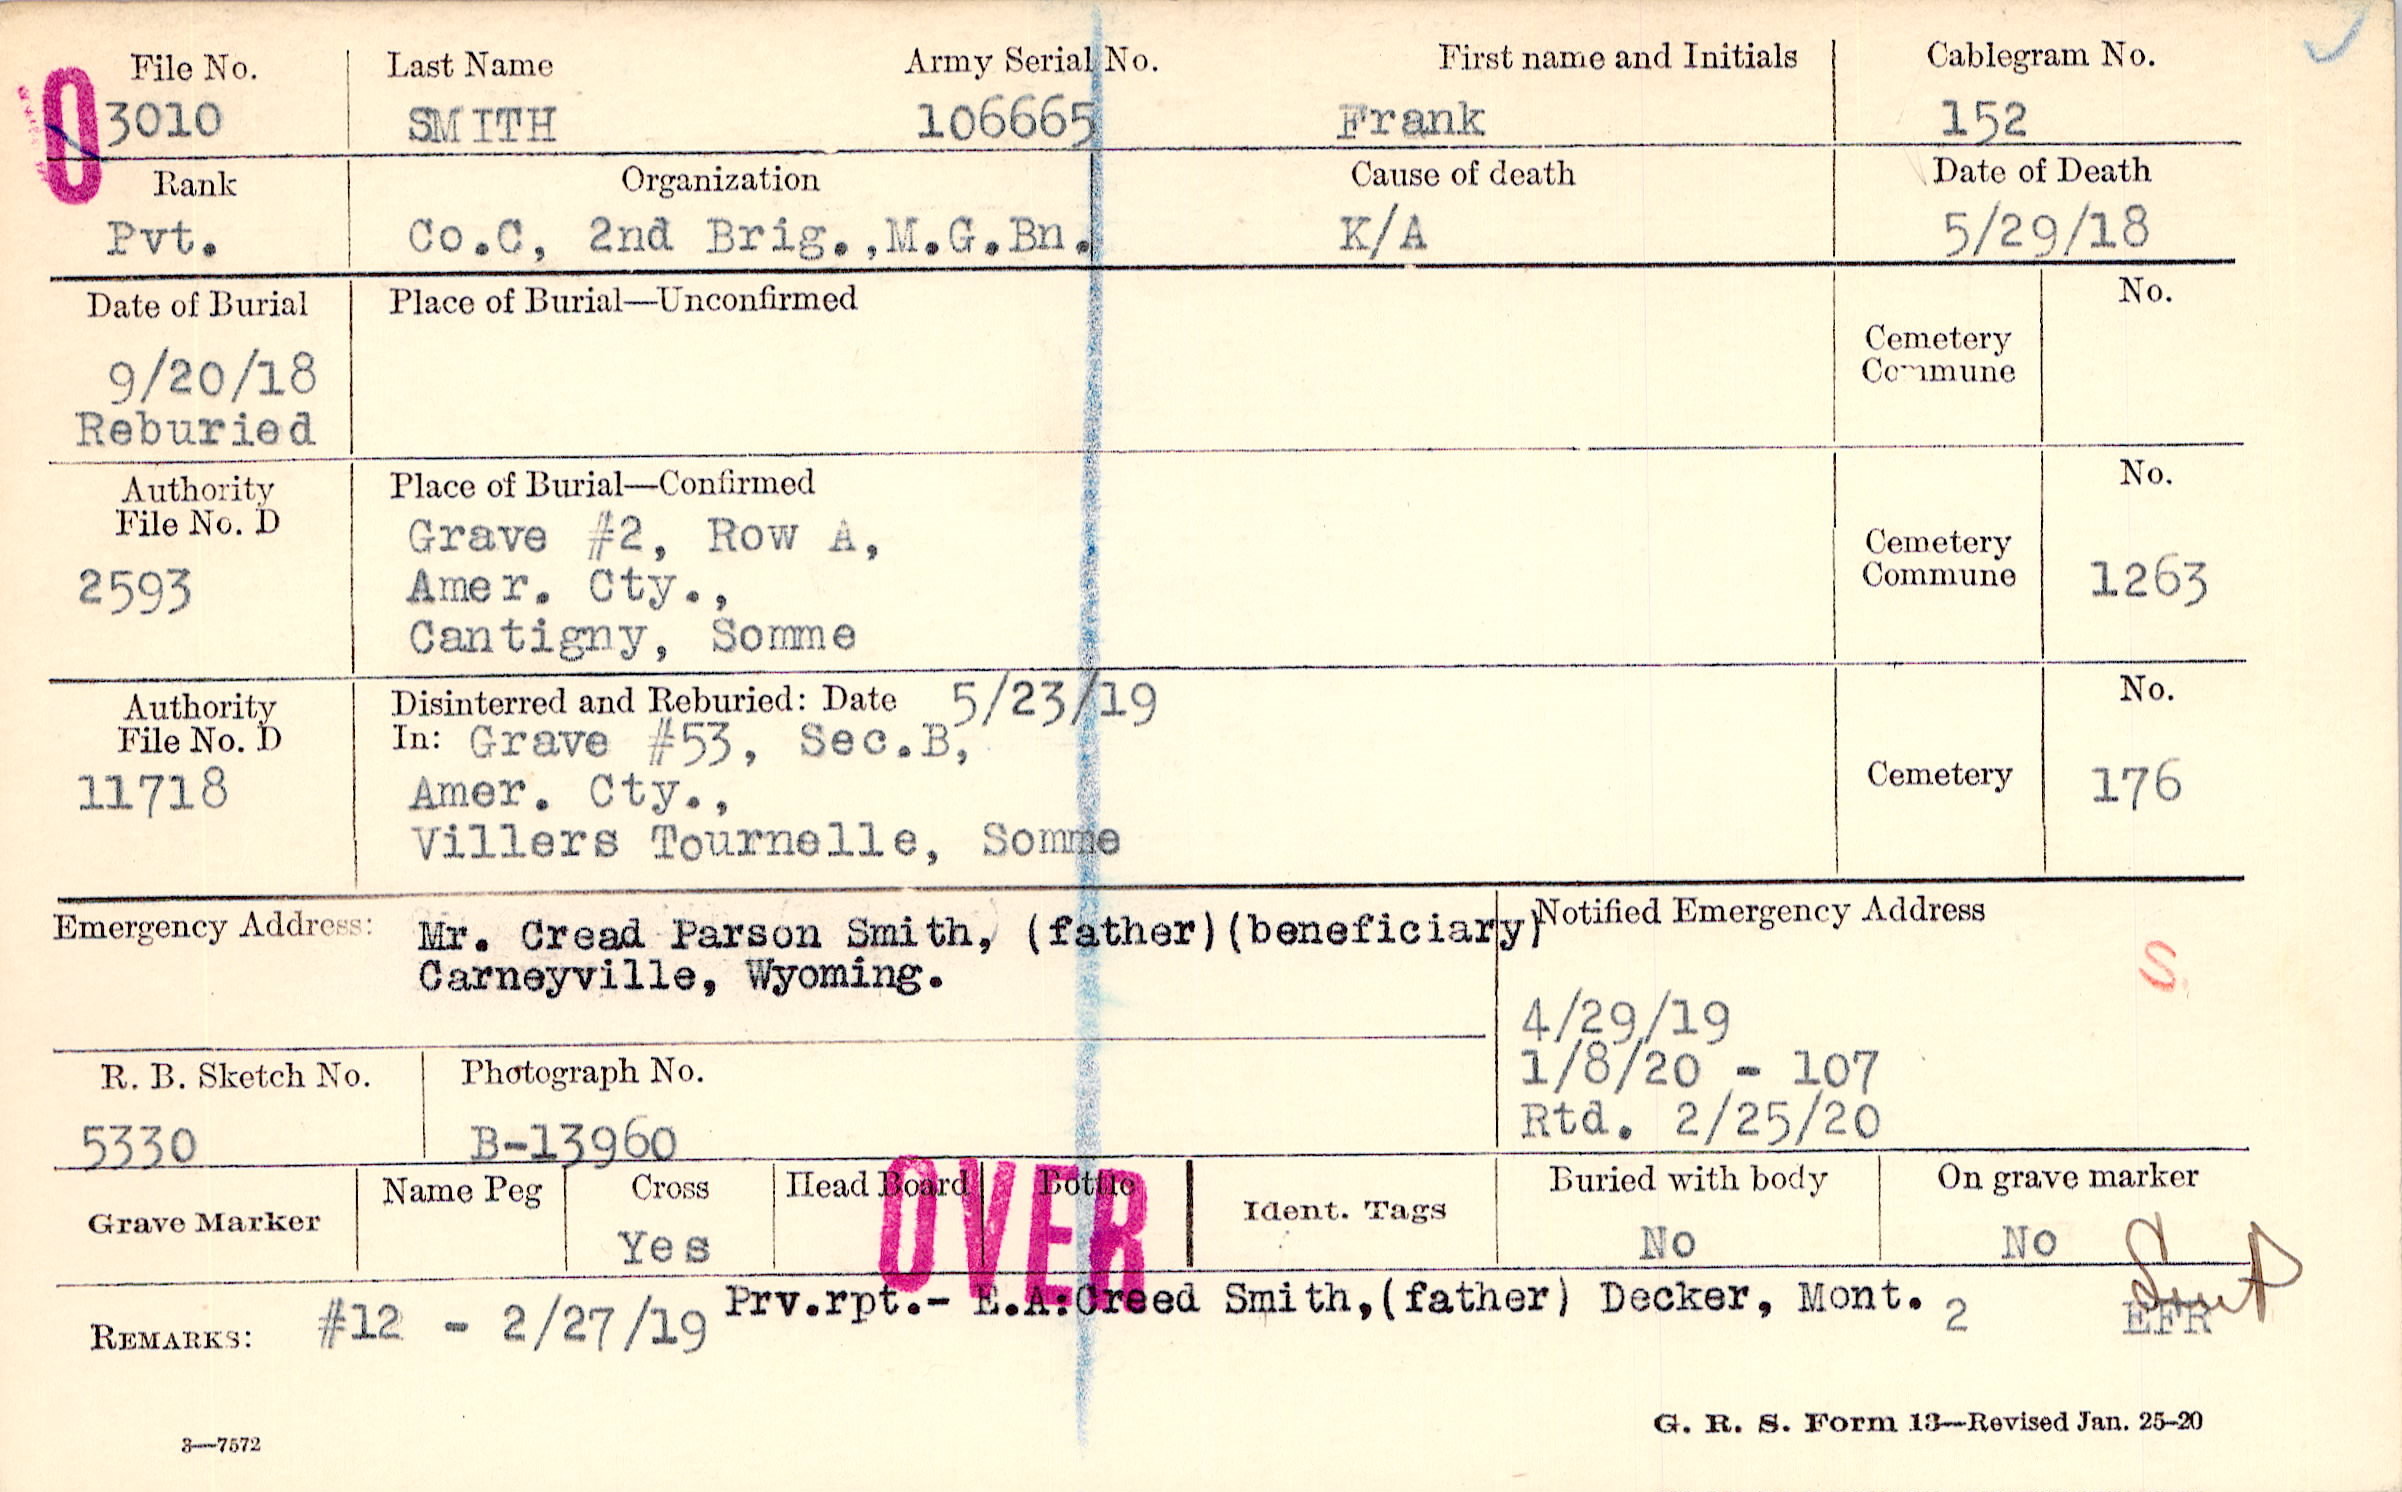 File No. Last Name Army Serial No. First name and Initials Cablegram No.
0 3010 SMITH 106665 Frank 152
Rank Organization Cause of death Date of Death
Pvt. Co.C, 2nd Brig.,M.G.Bn. K/A 5/29/18
Date of Burial Place of Burial—Unconfirmed No.
Cemetery
Commune
9/20/18
Reburied
Authority Place of Burial—Confirmed No.
File No. D
Grave #2, Row A,
Cemetery
Commune
2593 Amer. Cty., 1263
Cantigny, Somme
Authority Disinterred and Reburied: Date 5/23/19 No.
File No. D In: Grave #53, Sec.B,
11718 Amer. Cty., Cemetery 176
Villers Tournelle, Somme
Emergency Address: Mr. Cread Parson Smith, (father)(beneficiary) Notified Emergency Address
Carneyville, Wyoming. S
4/29/19
R. B. Sketch No. Photograph No. 1/8/20 - 107
5330 B-13960 Rtd. 2/25/20
Grave Marker Name Peg Cross Head Board Bottle Ident. Tags Buried with body On grave marker
Yes No No
OVER
Prv.rpt.- E.A:Creed Smith,(father) Decker, Mont. 2 EFR
REMARKS: #12 - 2/27/19
3—7572 G. R. S. Form 13—Revised Jan. 25-20